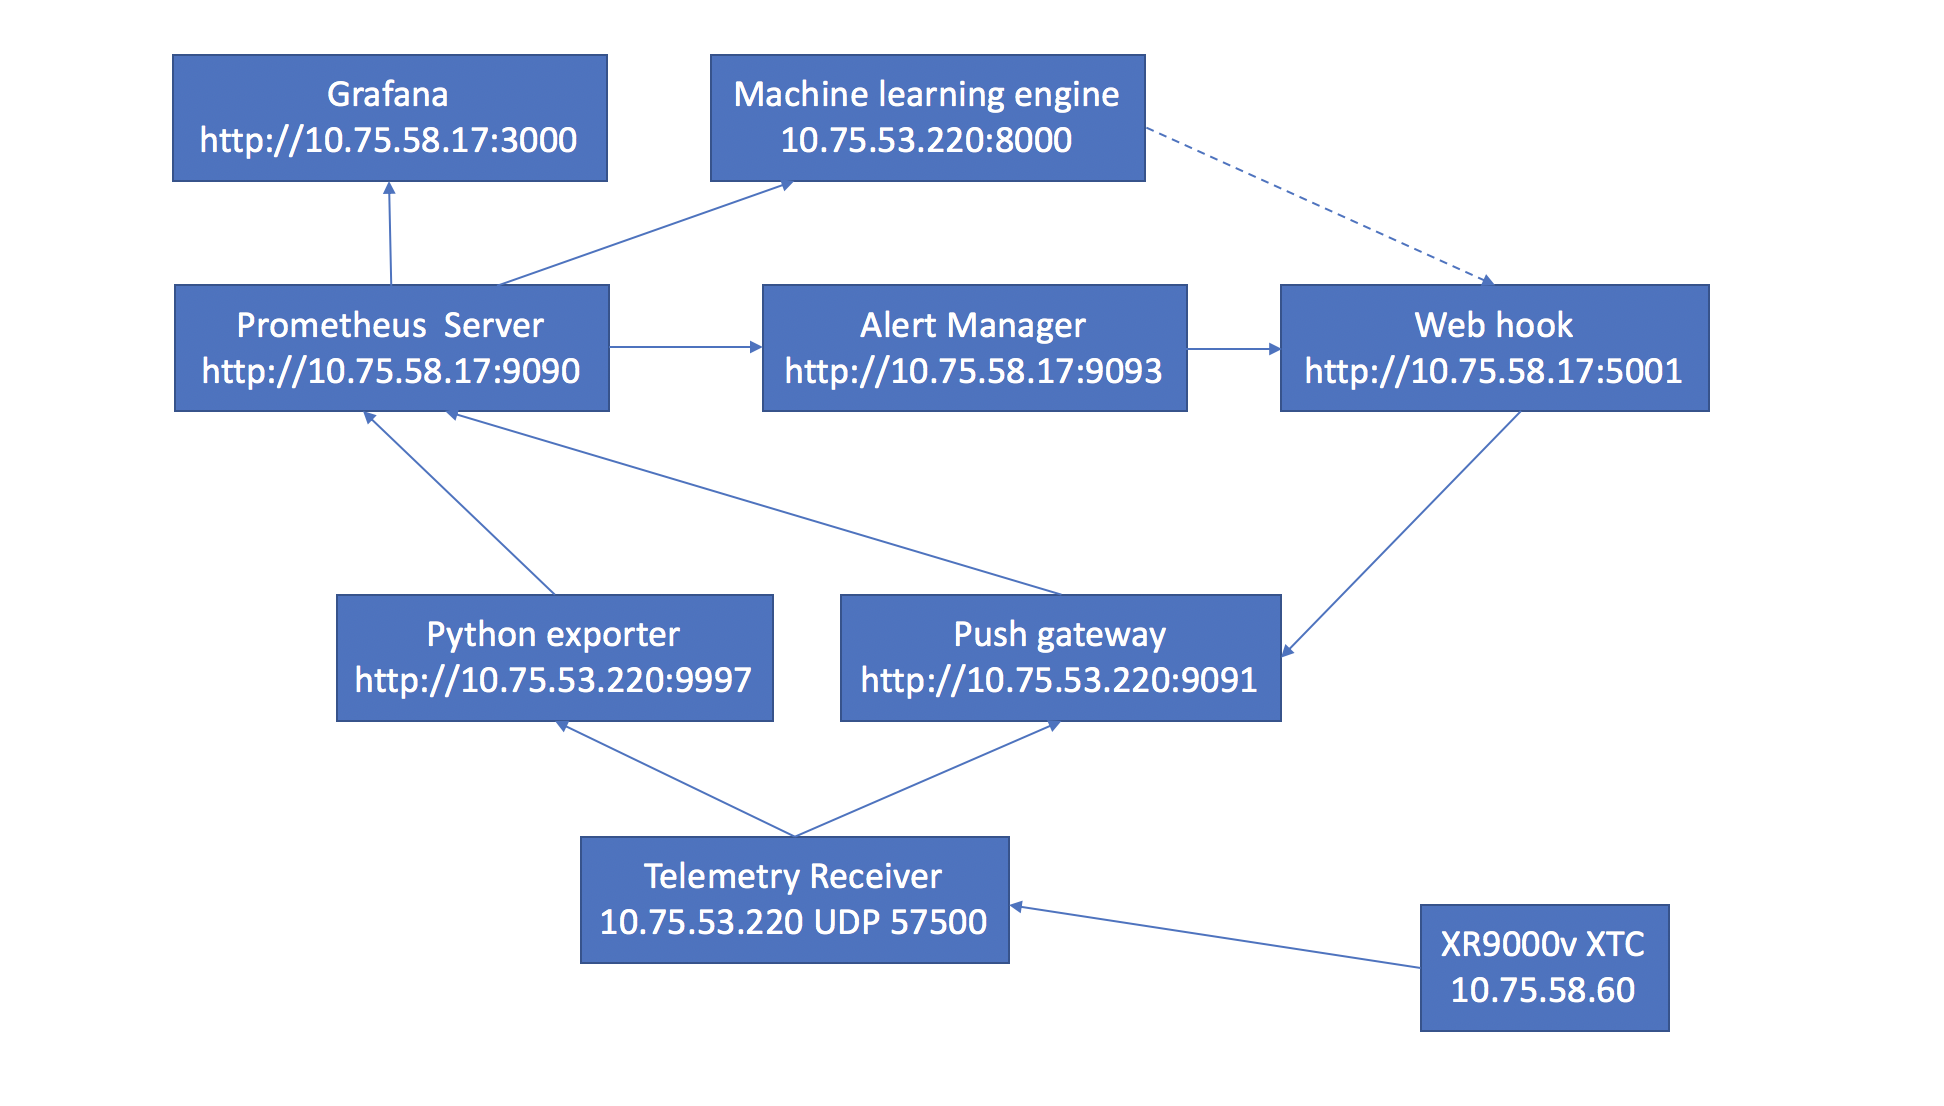 Grafana
http://10.75.58.17:3000
Machine learning engine
10.75.53.220:8000
Prometheus  Server
http://10.75.58.17:9090
Alert Manager
http://10.75.58.17:9093
Web hook
http://10.75.58.17:5001
Python exporter
http://10.75.53.220:9997
Push gateway
http://10.75.53.220:9091
Telemetry Receiver
10.75.53.220 UDP 57500
XR9000v XTC
10.75.58.60